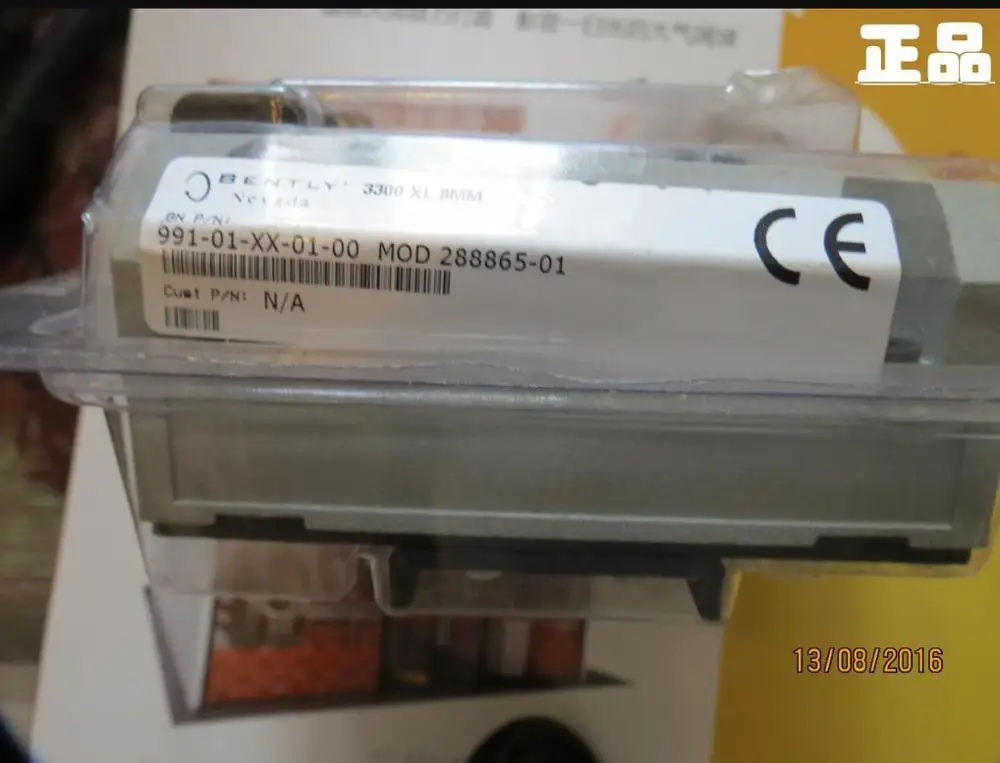 正品
BENTLY
Nevada
3300 XL 8MM
BN P/N:
991-01-XX-01-00 MOD 288865-01
Cust P/N: N/A
CE
13/08/2016